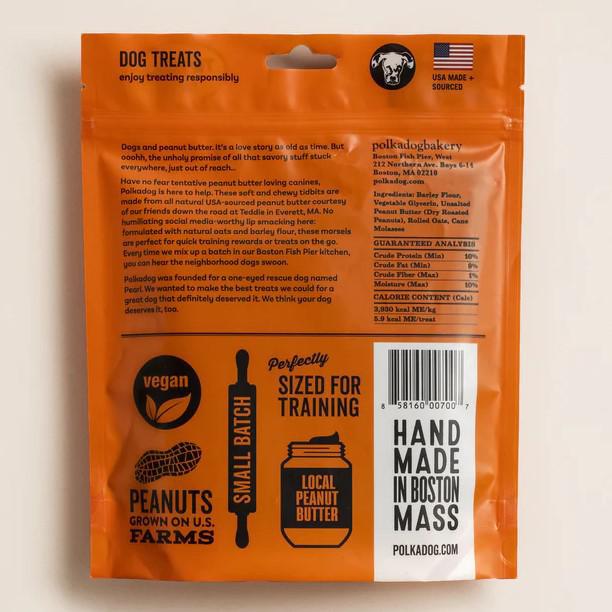 DOG TREATS
enjoy treating responsibly
USA MADE +
SOURCED
Dogs and peanut butter. It's a love story as old as time. But
ooohh, the unholy promise of all that savory stuff stuck
everywhere, just out of reach...
Have no fear tentative peanut butter loving canines,
Polkadog is here to help. These soft and chewy tidbits are
made from all natural USA-sourced peanut butter courtesy
of our friends down the road at Teddie in Everett, MA. No
humiliating social media-worthy lip smacking here:
formulated with natural oats and barley flour, these morsels
are perfect for quick training rewards or treats on the go.
Every time we mix up a batch in our Boston Fish Pier kitchen,
you can hear the neighborhood dogs swoon.
Polkadog was founded for a one-eyed rescue dog named
Pearl. We wanted to make the best treats we could for a
great dog that definitely deserved it. We think your dog
deserves it, too.
polkadogbakery
Boston Fish Pier, West
212 Northern Ave. Bays 6-14
Boston, MA 02210
polkadog.com
Ingredients: Barley Flour,
Vegetable Glycerin, Unsalted
Peanut Butter (Dry Roasted
Peanuts), Rolled Oats, Cane
Molasses
GUARANTEED ANALYSIS
Crude Protein (Min) 10%
Crude Fat (Min) 9%
Crude Fiber (Max) 1%
Moisture (Max) 10%
CALORIE CONTENT (Calc)
3,930 kcal ME/kg
5.9 kcal ME/treat
vegan
SMALL BATCH
Perfectly
SIZED FOR
TRAINING
PEANUTS
GROWN ON U.S.
FARMS
LOCAL
PEANUT
BUTTER
8 58160 00700 7
HAND
MADE
IN BOSTON
MASS
POLKADOG.COM